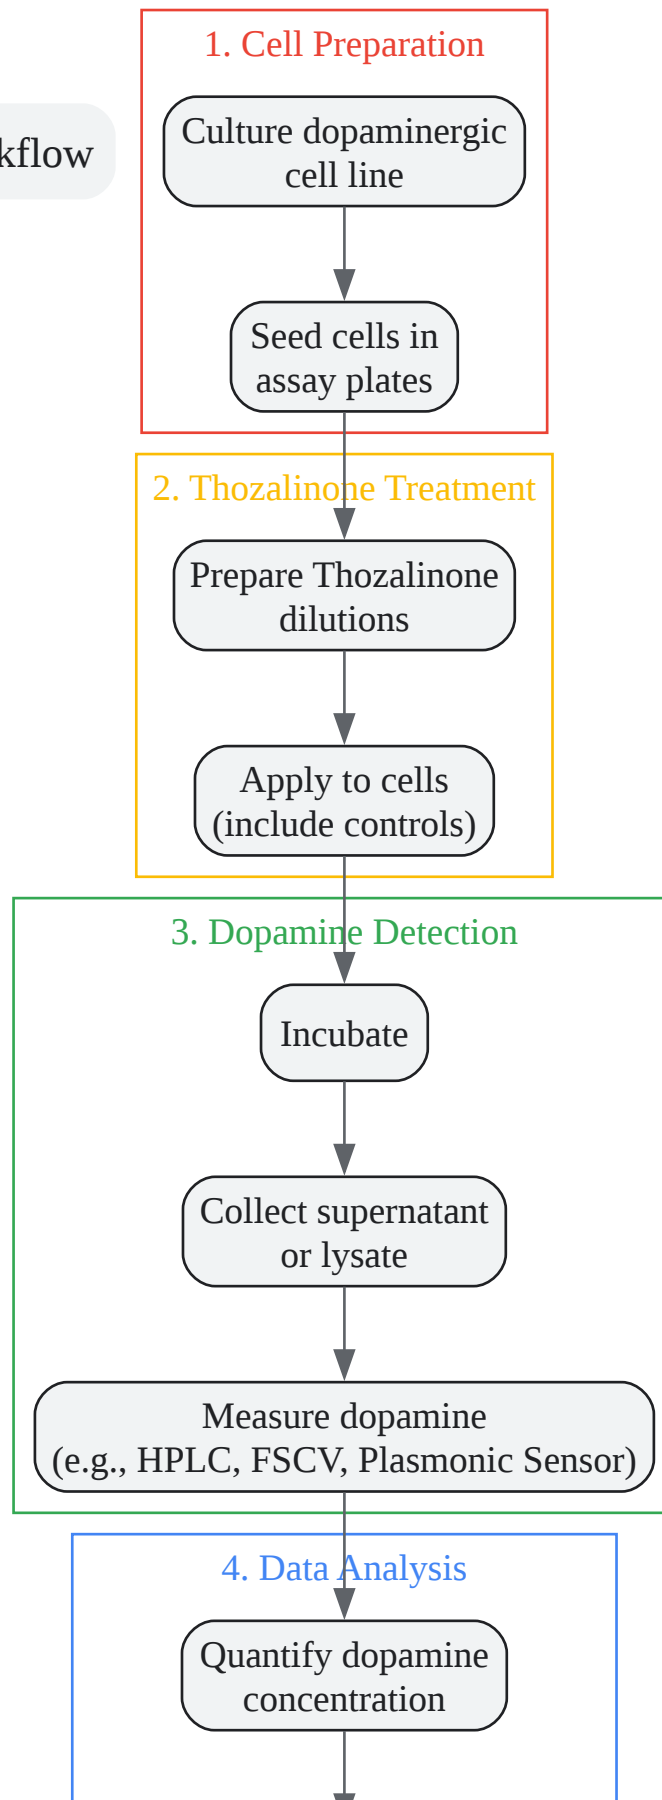 1. Cell Preparation
kflow
Culture dopaminergic
cell line
Seed cells in
assay plates
2. Thozalinone Treatment
Prepare Thozalinone
dilutions
Apply to cells
(include controls)
3. Dopamine Detection
Incubate
Collect supernatant
or lysate
Measure dopamine
(e.g., HPLC, FSCV, Plasmonic Sensor)
4. Data Analysis
Quantify dopamine
concentration